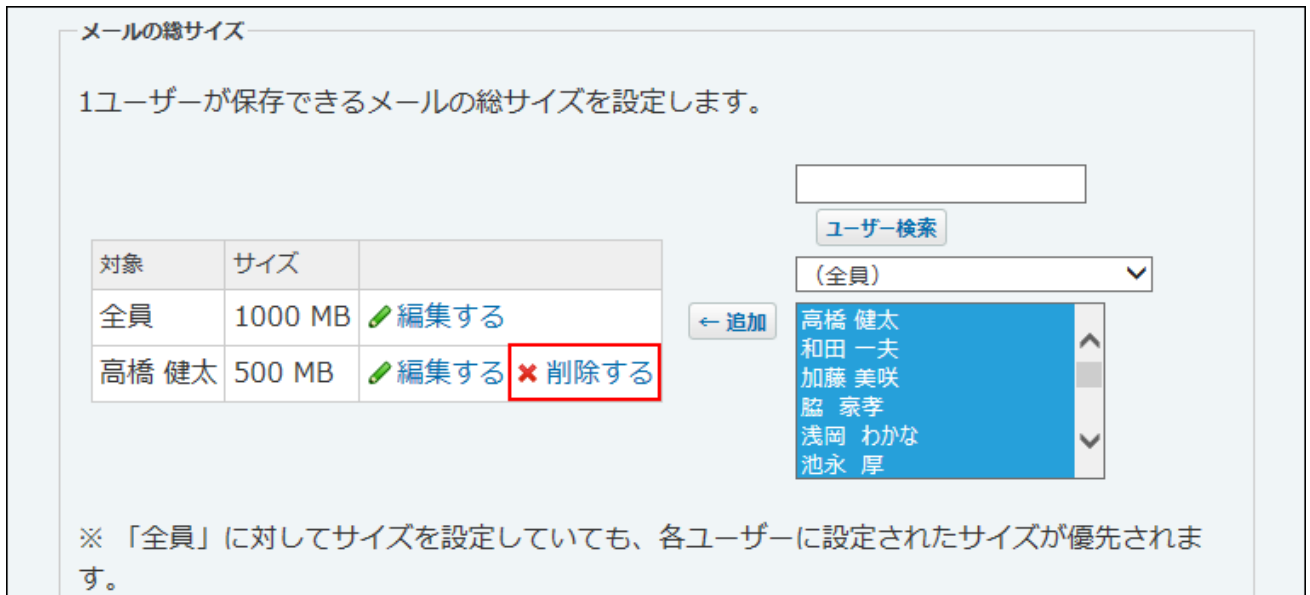 メールの総サイズ
1ユーザーが保存できるメールの総サイズを設定します。
ユーザー検索
(全員)
対象 サイズ
全員 1000 MB 編集する
高橋 健太 500 MB 編集する 削除する
← 追加
高橋 健太
和田 一夫
加藤 美咲
脇 豪孝
浅岡 わかな
池永 厚
※ 「全員」に対してサイズを設定していても、各ユーザーに設定されたサイズが優先されま
す。